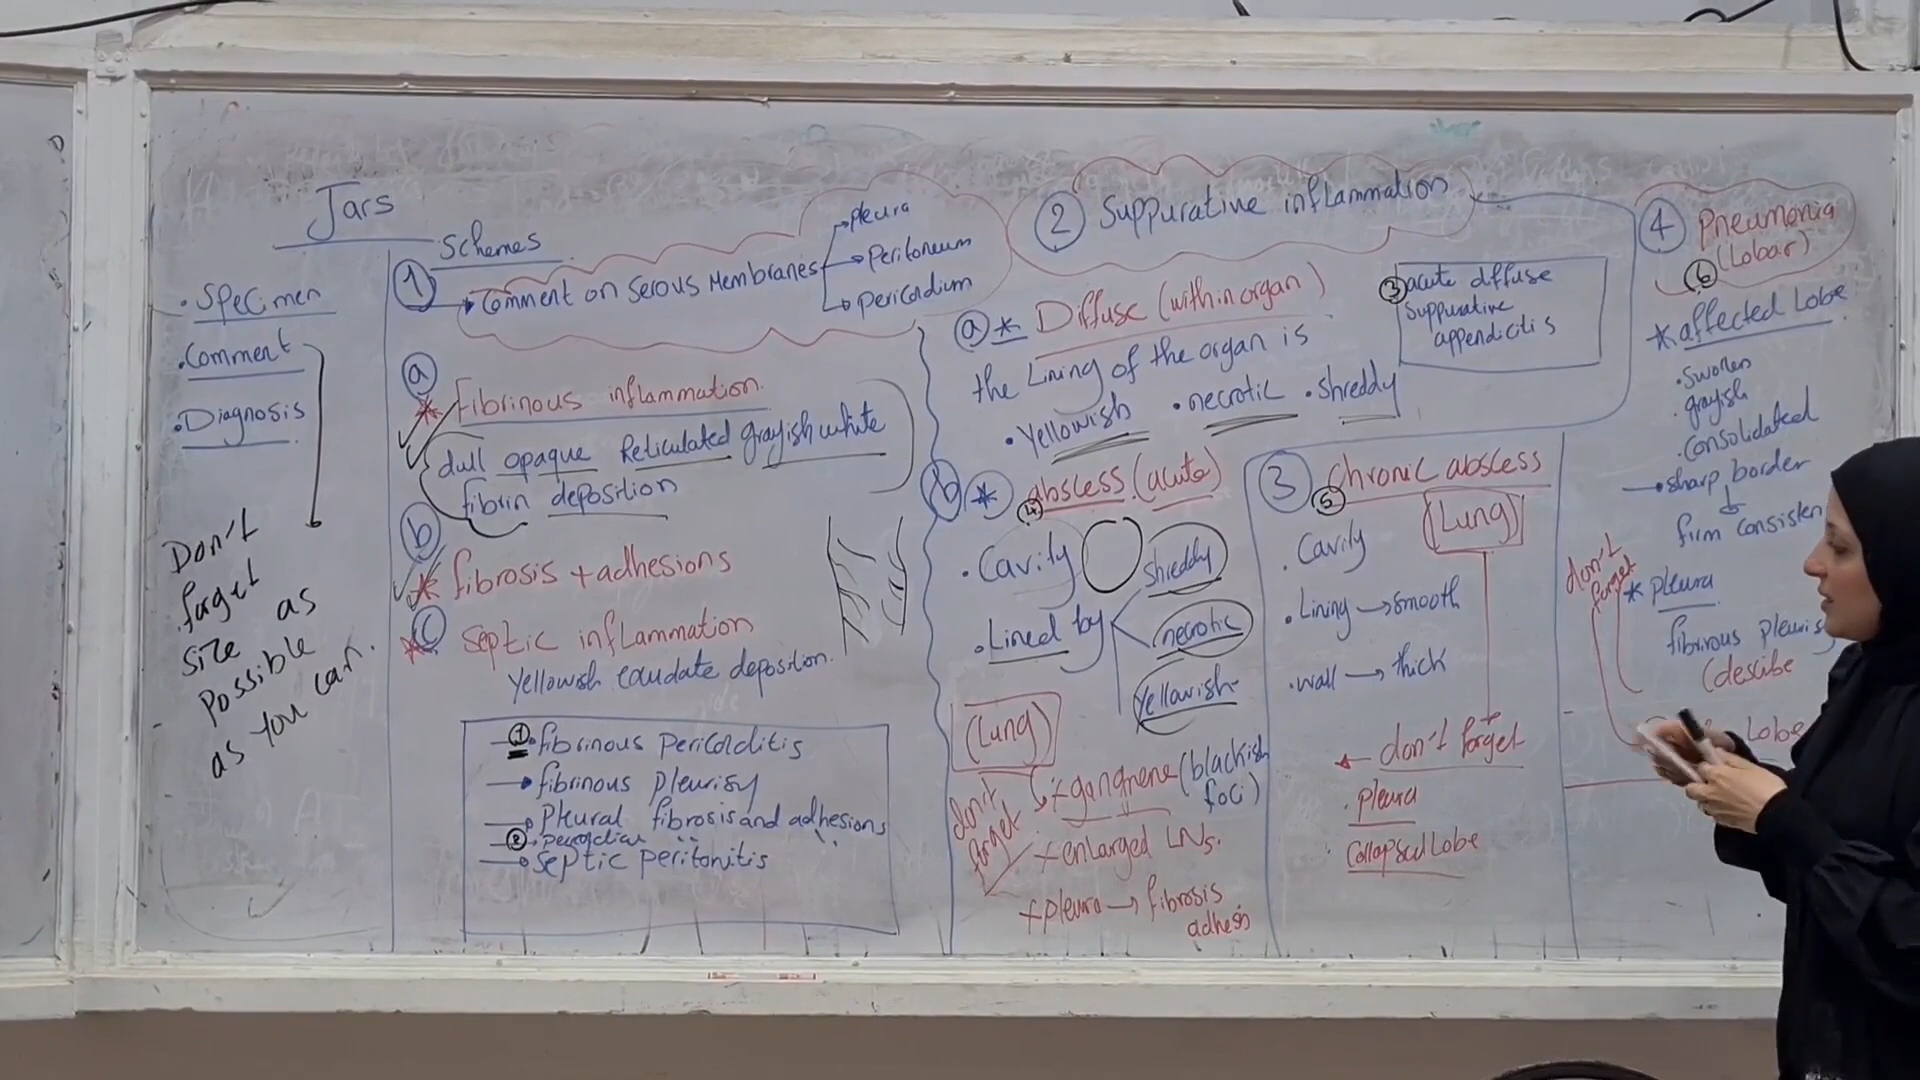 Jars
• Specimen
• Comment
• Diagnosis
Don't
forget
size as
possible
as you can.
Schemes
① Comment on Serous Membranes
→ pleura
→ Peritoneum
→ pericardium
ⓐ
* Fibrinous inflammation.
dull opaque Reticulated grayish white
fibrin deposition
ⓑ
* fibrosis + adhesions
ⓒ
* Septic inflammation
Yellowish exudate deposition.
① fibrinous pericarditis
→ fibrinous pleurisy
→ Pleural fibrosis and adhesions
②
→ Septic peritonitis
② Suppurative inflammation
ⓐ * Diffuse (within organ)
the Lining of the organ is
• Yellowish • necrotic • shreddy
③ acute diffuse
suppurative
appendicitis
ⓑ * abscess (acute)
④
• Cavity
• Lined by
shreddy
necrotic
Yellowish
(Lung)
don't
forget
+ gangrene (blackish
foci)
+ enlarged LNs.
+ pleura → fibrosis
adhess
③ Chronic abscess
⑤
(Lung)
• Cavity
• Lining → smooth
• wall → thick
← don't forget
• pleura
• Collapsed Lobe
④ Pneumonia
⑥ (Lobar)
* affected Lobe
• swollen
• grayish
• Consolidated
→ sharp border
↓
firm consisten
don't
forget
* pleura
(descibe
Lobe